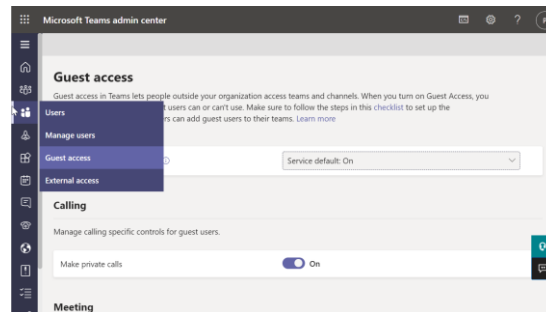 Microsoft Teams admin center
?
Guest access
Guest access in Teams lets people outside your organization access teams and channels. When you turn on Guest Access, you
t users can or can't use. Make sure to follow the steps in this checklist to set up the
rs can add guest users to their teams. Learn more
Users
Manage users
Guest access
External access
Service default: On
Calling
Manage calling specific controls for guest users.
Make private calls
On
Meeting